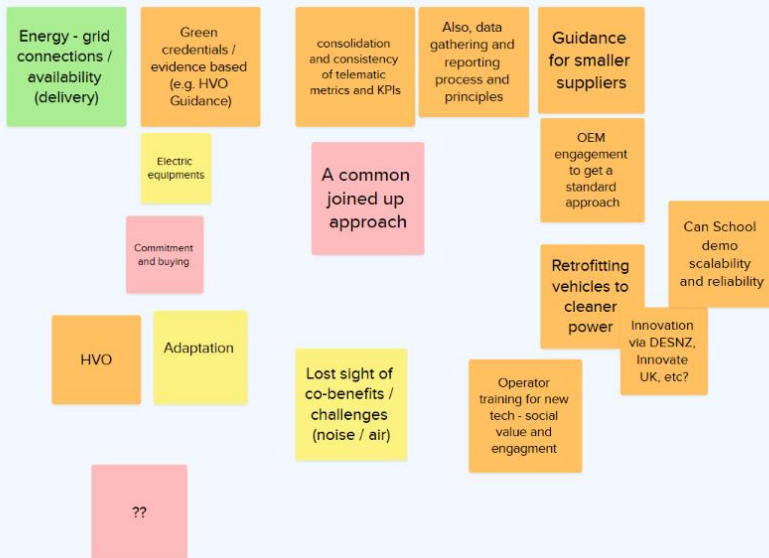 Energy - grid
connections /
availability
(delivery)
Green
credentials /
evidence based
(e.g. HVO
Guidance)
consolidation
and consistency
of telematic
metrics and KPIs
Also, data
gathering and
reporting
process and
principles
Guidance
for smaller
suppliers
Electric
equipments
A common
joined up
approach
OEM
engagement
to get a
standard
approach
Can School
demo
scalability
and reliability
Commitment
and buying
Retrofitting
vehicles to
cleaner
power
Innovation
via DESNZ,
Innovate
UK, etc?
HVO
Adaptation
Lost sight of
co-benefits /
challenges
(noise / air)
Operator
training for new
tech - social
value and
engagment
??